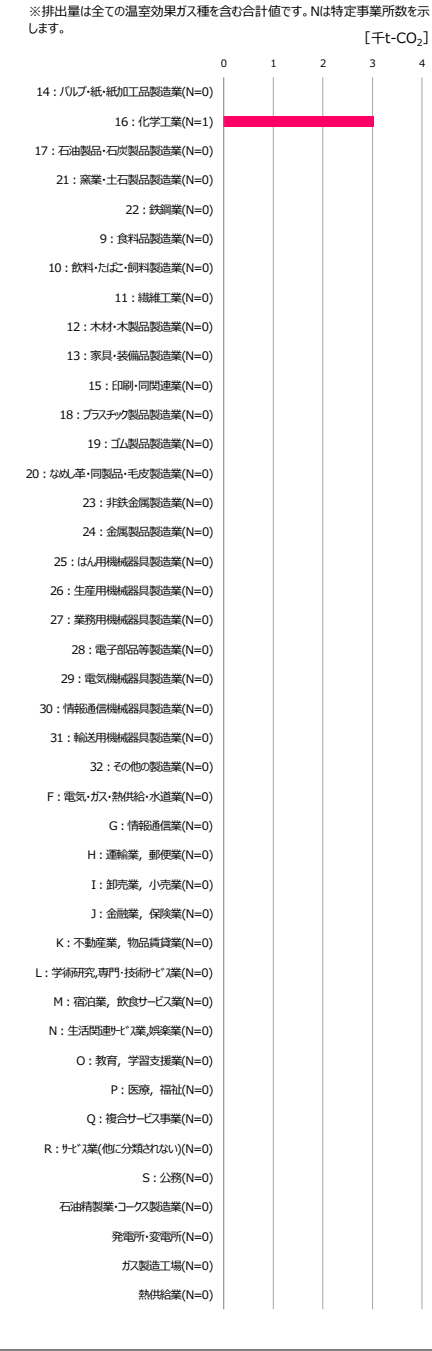 ※排出量は全ての温室効果ガス種を含む合計値です。Nは特定事業所数を示
します。
[千t-CO₂]
0 1 2 3 4
14：パルプ・紙・紙加工品製造業(N=0)
16：化学工業(N=1)
17：石油製品・石炭製品製造業(N=0)
21：窯業・土石製品製造業(N=0)
22：鉄鋼業(N=0)
9：食料品製造業(N=0)
10：飲料・たばこ・飼料製造業(N=0)
11：繊維工業(N=0)
12：木材・木製品製造業(N=0)
13：家具・装備品製造業(N=0)
15：印刷・同関連業(N=0)
18：プラスチック製品製造業(N=0)
19：ゴム製品製造業(N=0)
20：なめし革・同製品・毛皮製造業(N=0)
23：非鉄金属製造業(N=0)
24：金属製品製造業(N=0)
25：はん用機械器具製造業(N=0)
26：生産用機械器具製造業(N=0)
27：業務用機械器具製造業(N=0)
28：電子部品等製造業(N=0)
29：電気機械器具製造業(N=0)
30：情報通信機械器具製造業(N=0)
31：輸送用機械器具製造業(N=0)
32：その他の製造業(N=0)
F：電気・ガス・熱供給・水道業(N=0)
G：情報通信業(N=0)
H：運輸業，郵便業(N=0)
I：卸売業，小売業(N=0)
J：金融業，保険業(N=0)
K：不動産業，物品賃貸業(N=0)
L：学術研究,専門・技術ｻｰﾋﾞｽ業(N=0)
M：宿泊業，飲食サービス業(N=0)
N：生活関連ｻｰﾋﾞｽ業,娯楽業(N=0)
O：教育，学習支援業(N=0)
P：医療，福祉(N=0)
Q：複合サービス事業(N=0)
R：ｻｰﾋﾞｽ業(他に分類されない)(N=0)
S：公務(N=0)
石油精製業・コークス製造業(N=0)
発電所・変電所(N=0)
ガス製造工場(N=0)
熱供給業(N=0)